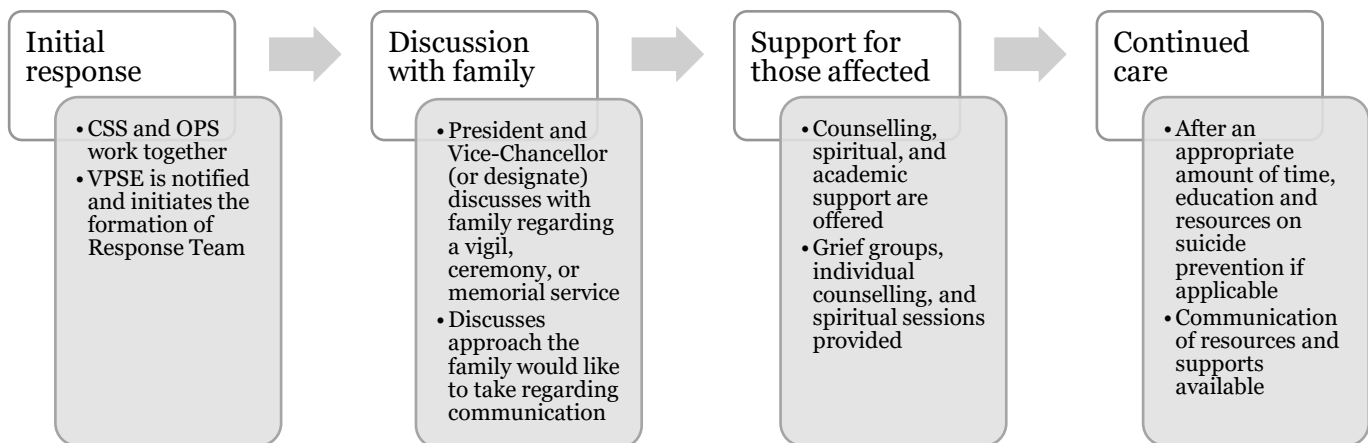 Initial
response
• CSS and OPS
work together
• VPSE is notified
and initiates the
formation of
Response Team
Discussion
with family
• President and
Vice-Chancellor
(or designate)
discusses with
family regarding
a vigil,
ceremony, or
memorial service
• Discusses
approach the
family would like
to take regarding
communication
Support for
those affected
• Counselling,
spiritual, and
academic
support are
offered
• Grief groups,
individual
counselling, and
spiritual sessions
provided
Continued
care
• After an
appropriate
amount of time,
education and
resources on
suicide
prevention if
applicable
• Communication
of resources and
supports
available